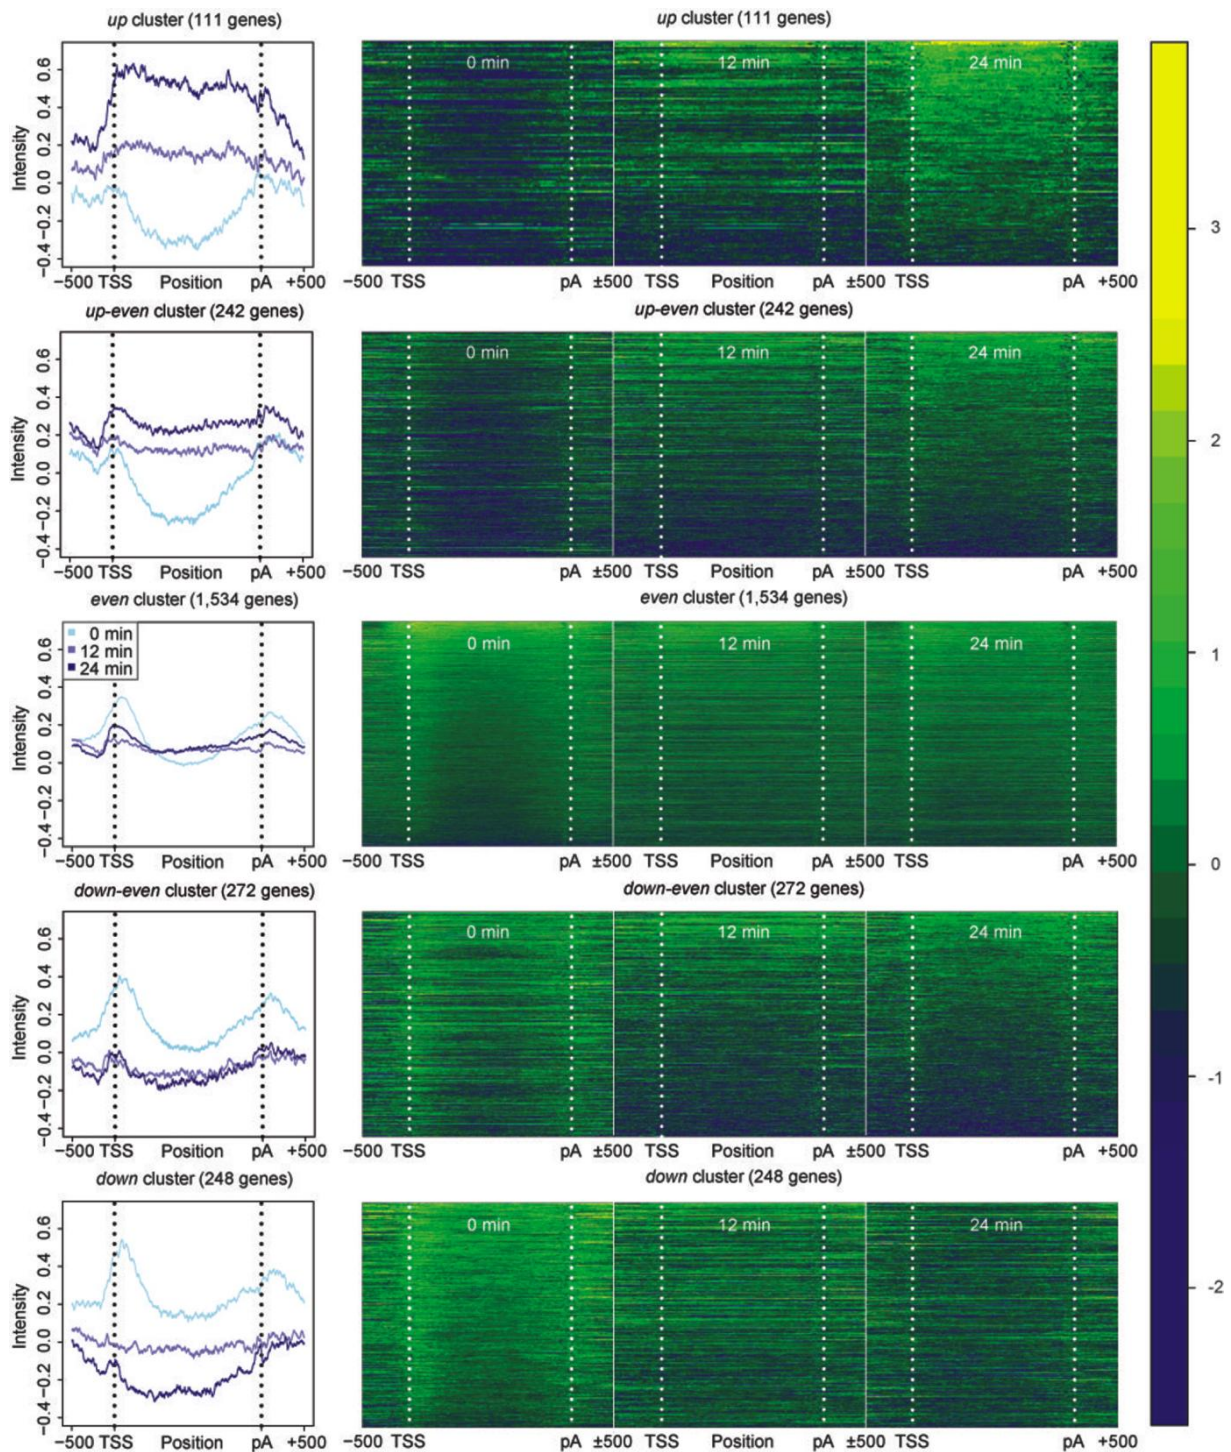 up cluster (111 genes)
up cluster (111 genes)
Intensity
0.6
0.4
0.2
0.0
−0.2
−0.4
−500 TSS Position pA +500
0 min 12 min 24 min
−500 TSS pA ±500 TSS Position pA ±500 TSS pA +500
up-even cluster (242 genes)
up-even cluster (242 genes)
Intensity
0.6
0.4
0.2
0.0
−0.2
−0.4
−500 TSS Position pA +500
0 min 12 min 24 min
−500 TSS pA ±500 TSS Position pA ±500 TSS pA +500
even cluster (1,534 genes)
even cluster (1,534 genes)
0 min
12 min
24 min
Intensity
0.6
0.4
0.2
0.0
−0.2
−0.4
−500 TSS Position pA +500
0 min 12 min 24 min
−500 TSS pA ±500 TSS Position pA ±500 TSS pA +500
down-even cluster (272 genes)
down-even cluster (272 genes)
Intensity
0.6
0.4
0.2
0.0
−0.2
−0.4
−500 TSS Position pA +500
0 min 12 min 24 min
−500 TSS pA ±500 TSS Position pA ±500 TSS pA +500
down cluster (248 genes)
down cluster (248 genes)
Intensity
0.6
0.4
0.2
0.0
−0.2
−0.4
−500 TSS Position pA +500
0 min 12 min 24 min
−500 TSS pA ±500 TSS Position pA ±500 TSS pA +500
3
2
1
0
-1
-2